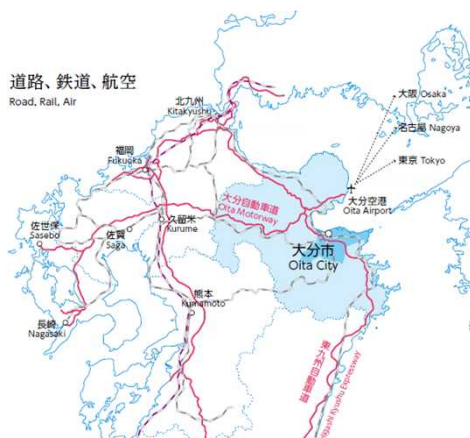 道路、鉄道、航空
Road, Rail, Air
大阪 Osaka
名古屋 Nagoya
東京 Tokyo
北九州
Kitakyushu
福岡
Fukuoka
大分空港
Oita Airport
大分自動車道
Oita Motorway
佐世保
Sasebo
佐賀
Saga
久留米
Kurume
大分市
Oita City
熊本
Kumamoto
長崎
Nagasaki
東九州自動車道
Kyushu Expressway